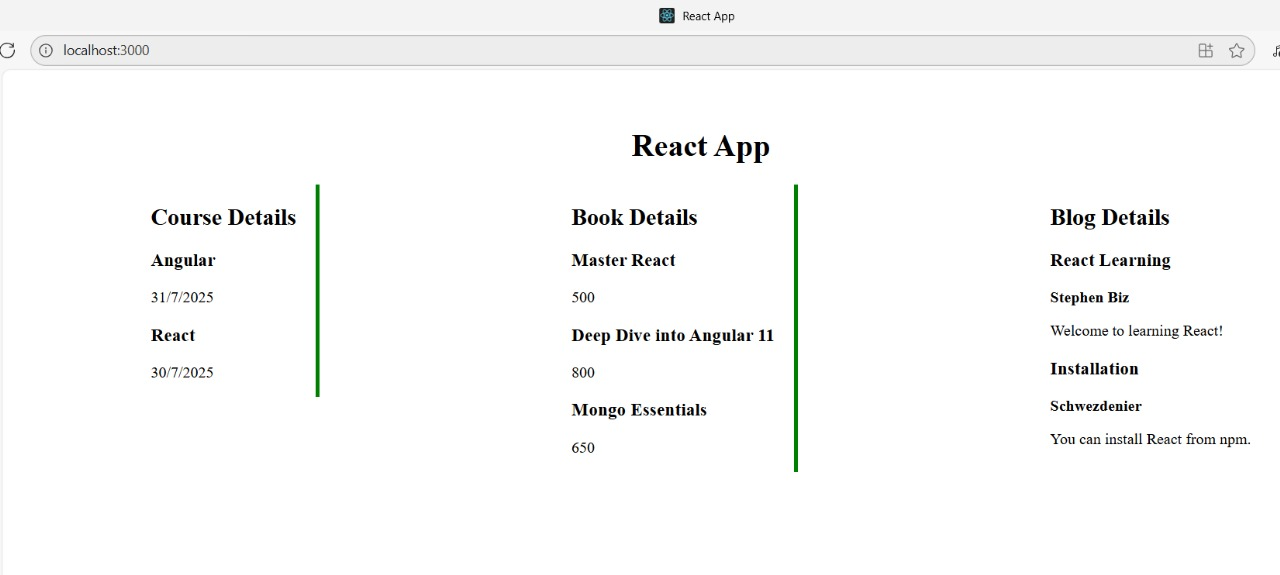 React App
localhost:3000
React App
Course Details
Angular
31/7/2025
React
30/7/2025
Book Details
Master React
500
Deep Dive into Angular 11
800
Mongo Essentials
650
Blog Details
React Learning
Stephen Biz
Welcome to learning React!
Installation
Schwezdenier
You can install React from npm.